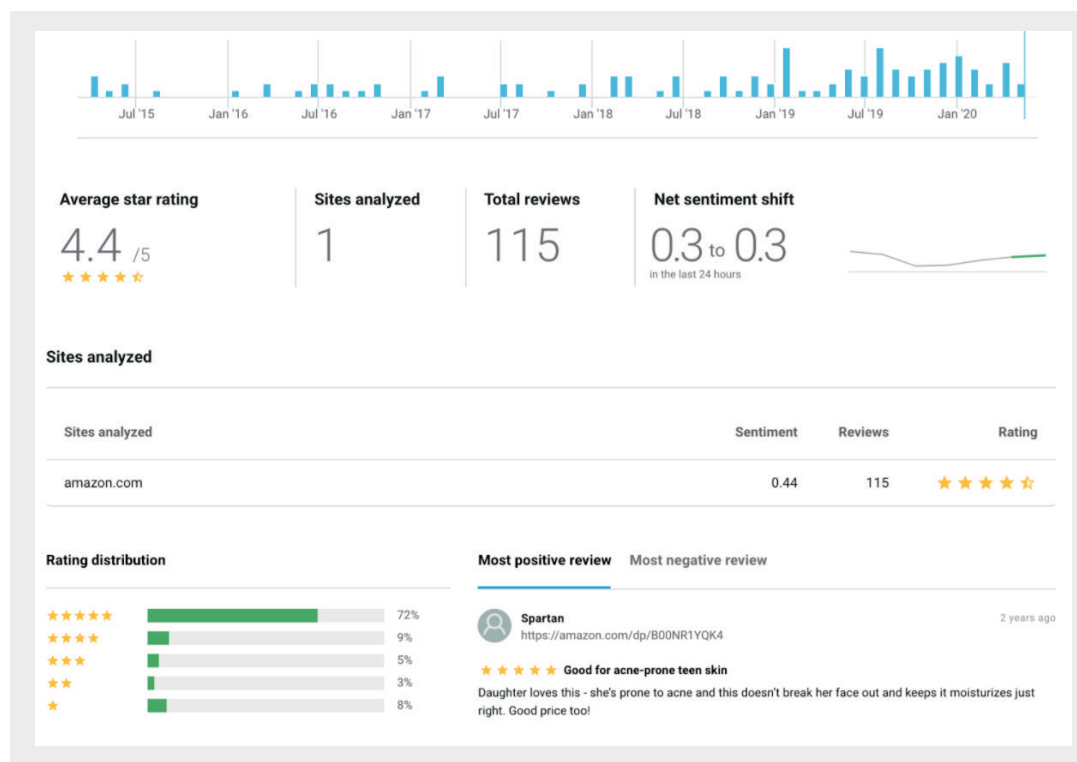 Jul '15 Jan '16 Jul '16 Jan '17 Jul '17 Jan '18 Jul '18 Jan '19 Jul '19 Jan '20
Average star rating
4.4 /5
Sites analyzed
1
Total reviews
115
Net sentiment shift
0.3 to 0.3
in the last 24 hours
Sites analyzed
Sites analyzed Sentiment Reviews Rating
amazon.com 0.44 115
Rating distribution
72%
9%
5%
3%
8%
Most positive review Most negative review
Spartan 2 years ago
https://amazon.com/dp/B00NR1YQK4
Good for acne-prone teen skin
Daughter loves this - she's prone to acne and this doesn't break her face out and keeps it moisturizes just
right. Good price too!